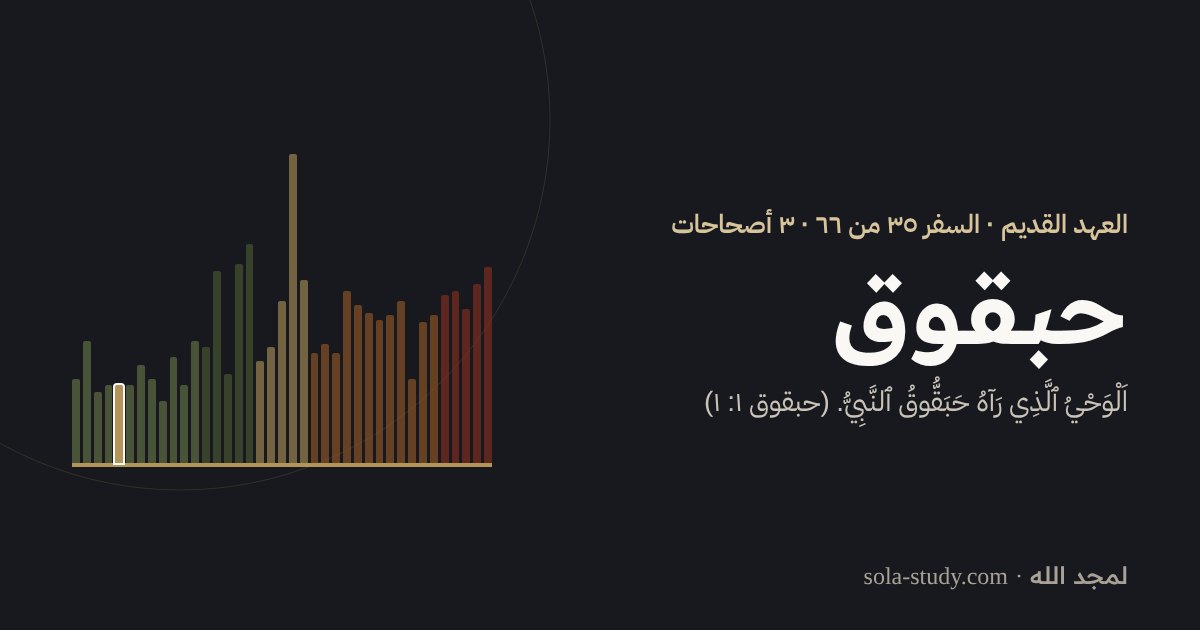 العهد القديم · السفر ٣٥ من ٦٦ · ٣ أصحاحات
حبقوق
اَلْوَحْيُ ٱلَّذِي رَآهُ حَبَقُّوقُ ٱلنَّبِيُّ. (حبقوق ١: ١)
لمجد الله · sola-study.com